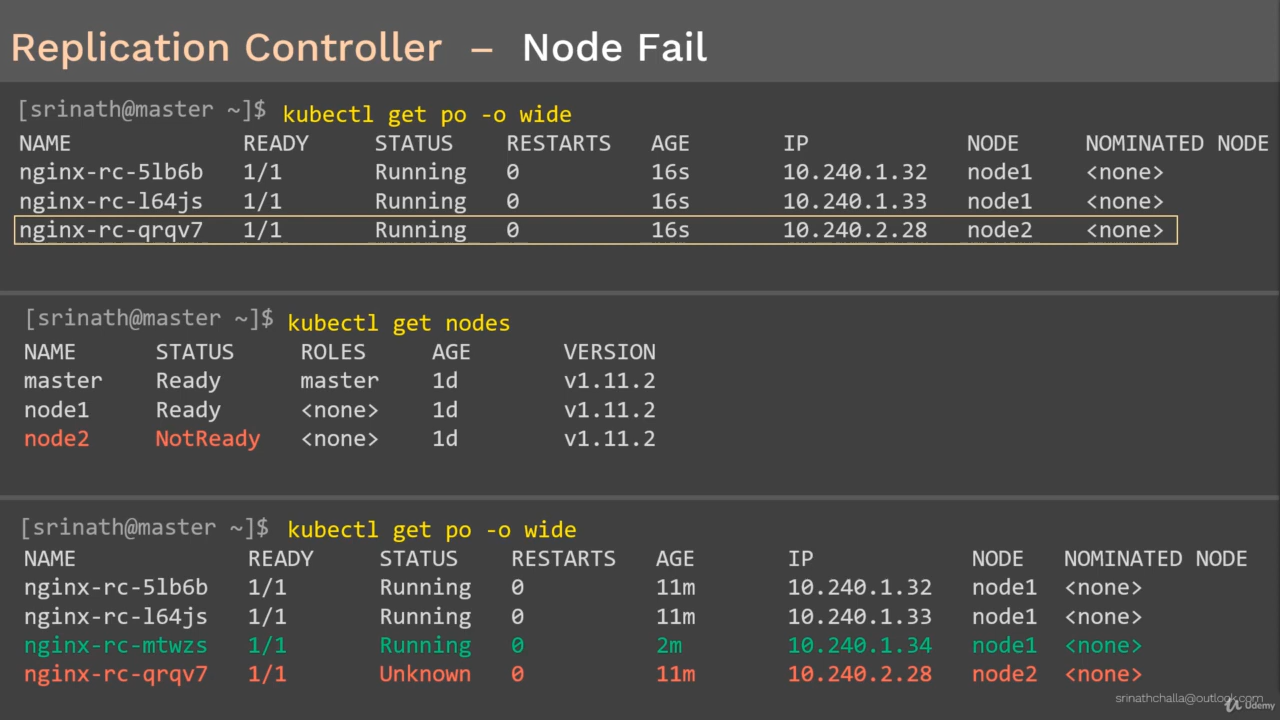 Replication Controller – Node Fail
[srinath@master ~]$ kubectl get po -o wide
NAME READY STATUS RESTARTS AGE IP NODE NOMINATED NODE
nginx-rc-5lb6b 1/1 Running 0 16s 10.240.1.32 node1 <none>
nginx-rc-l64js 1/1 Running 0 16s 10.240.1.33 node1 <none>
nginx-rc-qrqv7 1/1 Running 0 16s 10.240.2.28 node2 <none>
[srinath@master ~]$ kubectl get nodes
NAME STATUS ROLES AGE VERSION
master Ready master 1d v1.11.2
node1 Ready <none> 1d v1.11.2
node2 NotReady <none> 1d v1.11.2
[srinath@master ~]$ kubectl get po -o wide
NAME READY STATUS RESTARTS AGE IP NODE NOMINATED NODE
nginx-rc-5lb6b 1/1 Running 0 11m 10.240.1.32 node1 <none>
nginx-rc-l64js 1/1 Running 0 11m 10.240.1.33 node1 <none>
nginx-rc-mtwzs 1/1 Running 0 2m 10.240.1.34 node1 <none>
nginx-rc-qrqv7 1/1 Unknown 0 11m 10.240.2.28 node2 <none>
srinathchalla@outlook.com
Udemy